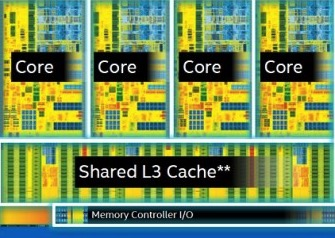 Core Core Core Core
Shared L3 Cache**
Memory Controller I/O